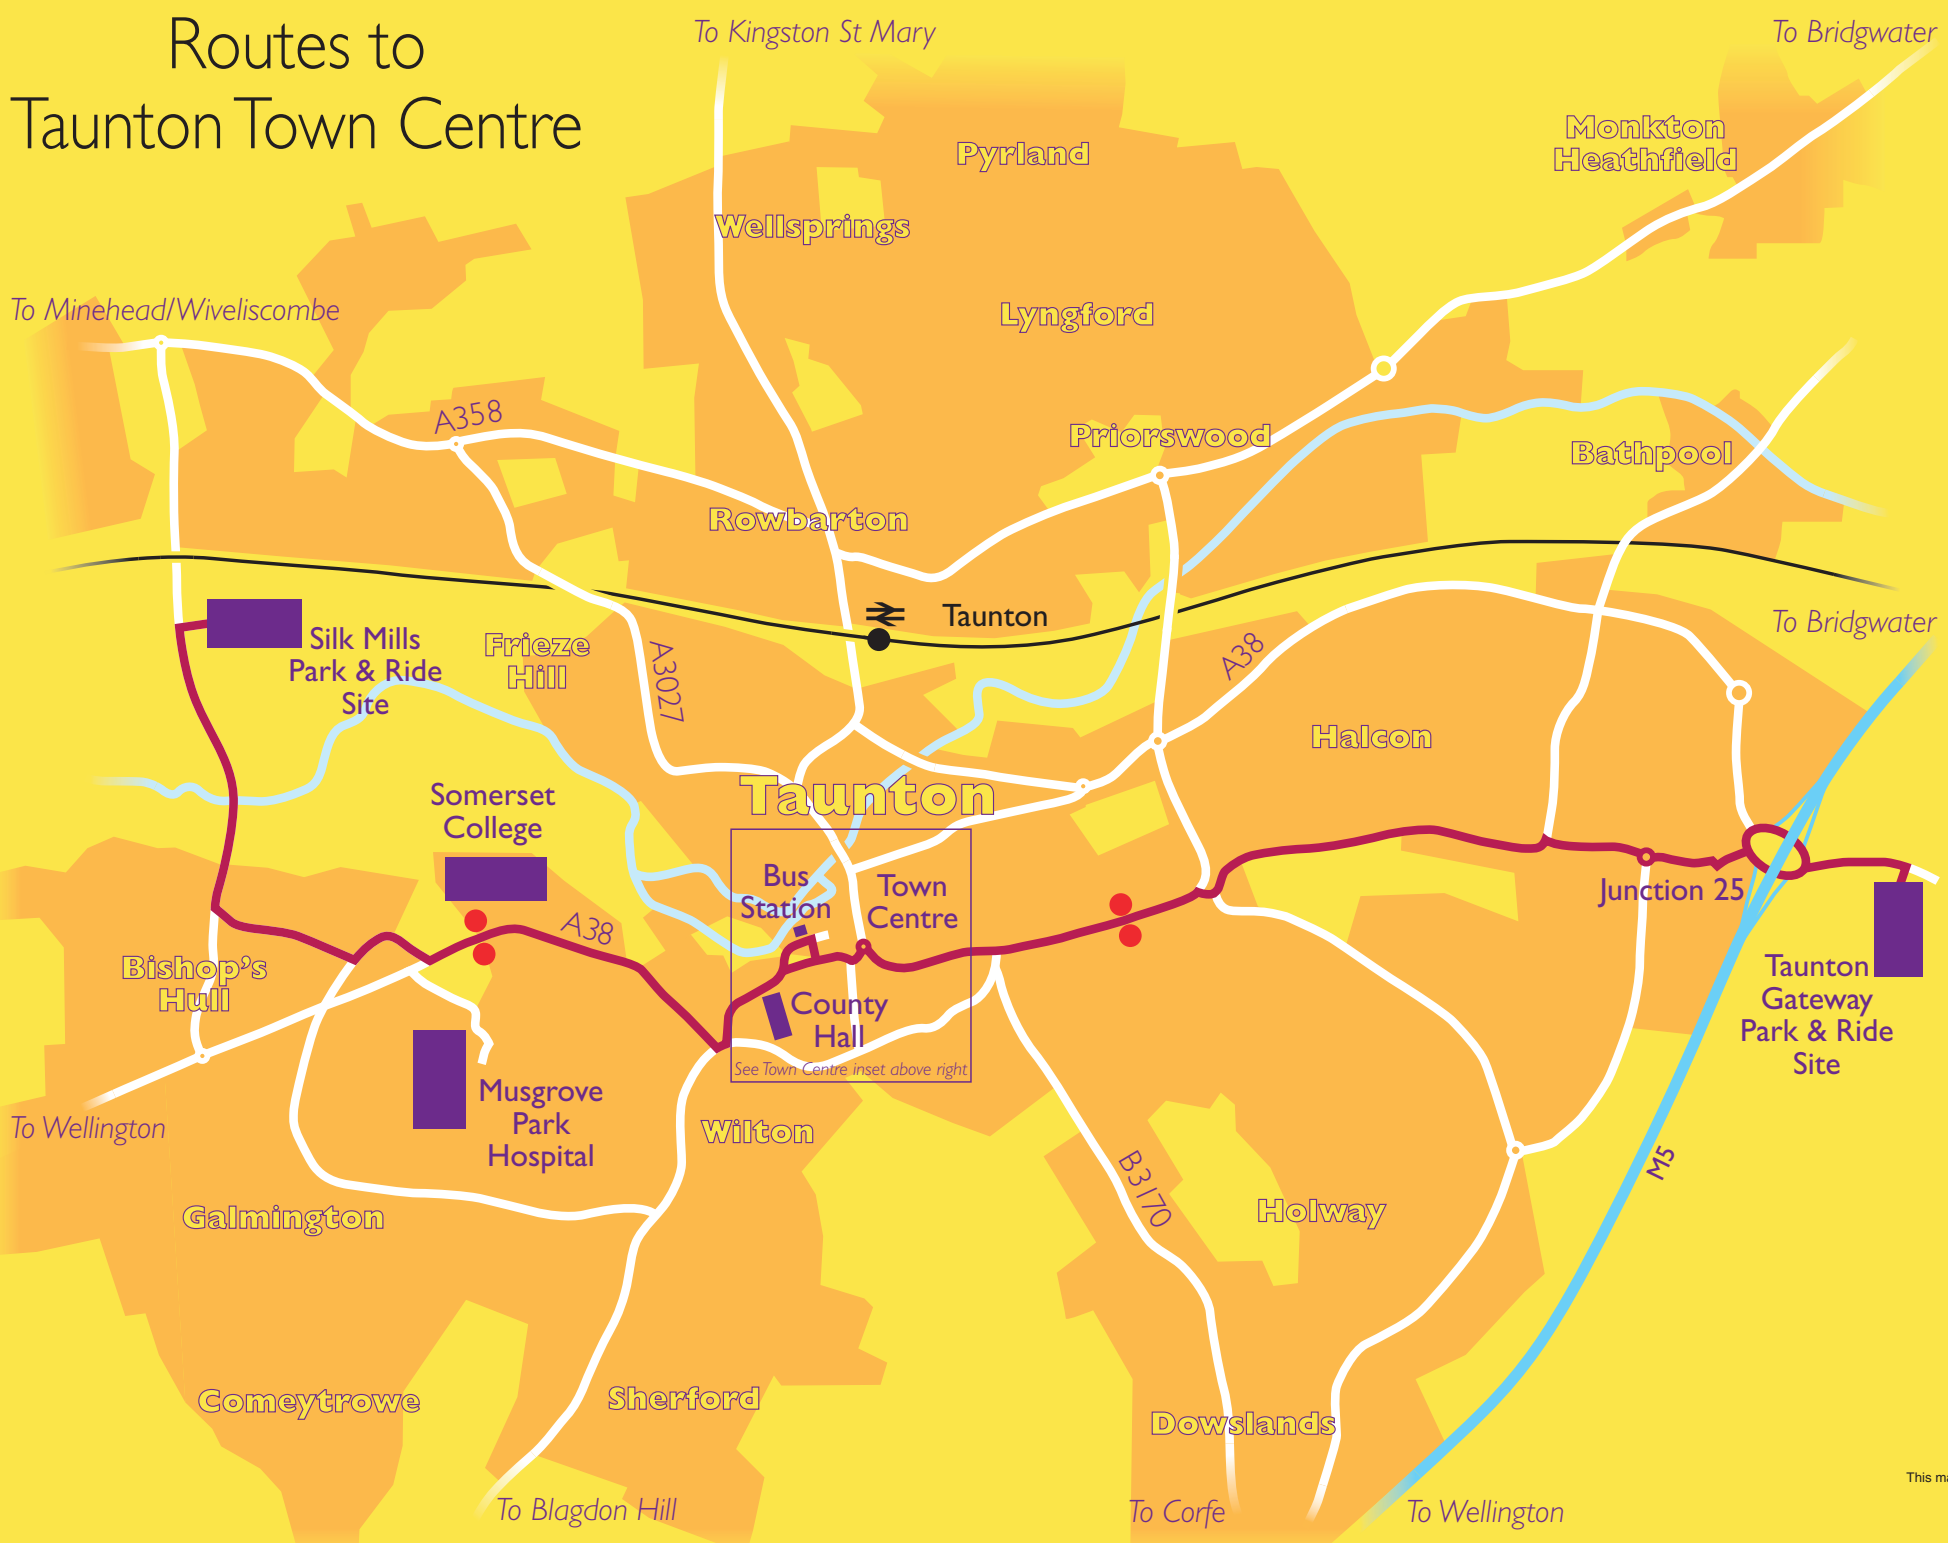 Routes to
Taunton Town Centre
To Kingston St Mary
To Bridgwater
Monkton
Heathfield
Pyrland
Wellsprings
To Minehead/Wiveliscombe
Lyngford
A358
Priorswood
Bathpool
Rowbarton
Taunton
Silk Mills
Park & Ride
Site
Frieze
Hill
A3027
A38
To Bridgwater
Halcon
Taunton
Somerset
College
Bus
Station
Town
Centre
Junction 25
A38
Bishop's
Hull
Taunton
Gateway
Park & Ride
Site
County
Hall
See Town Centre inset above right
Musgrove
Park
Hospital
To Wellington
Wilton
B3170
M5
Galmington
Holway
Comeytrowe
Sherford
Dowslands
To Blagdon Hill
To Corfe
To Wellington
This